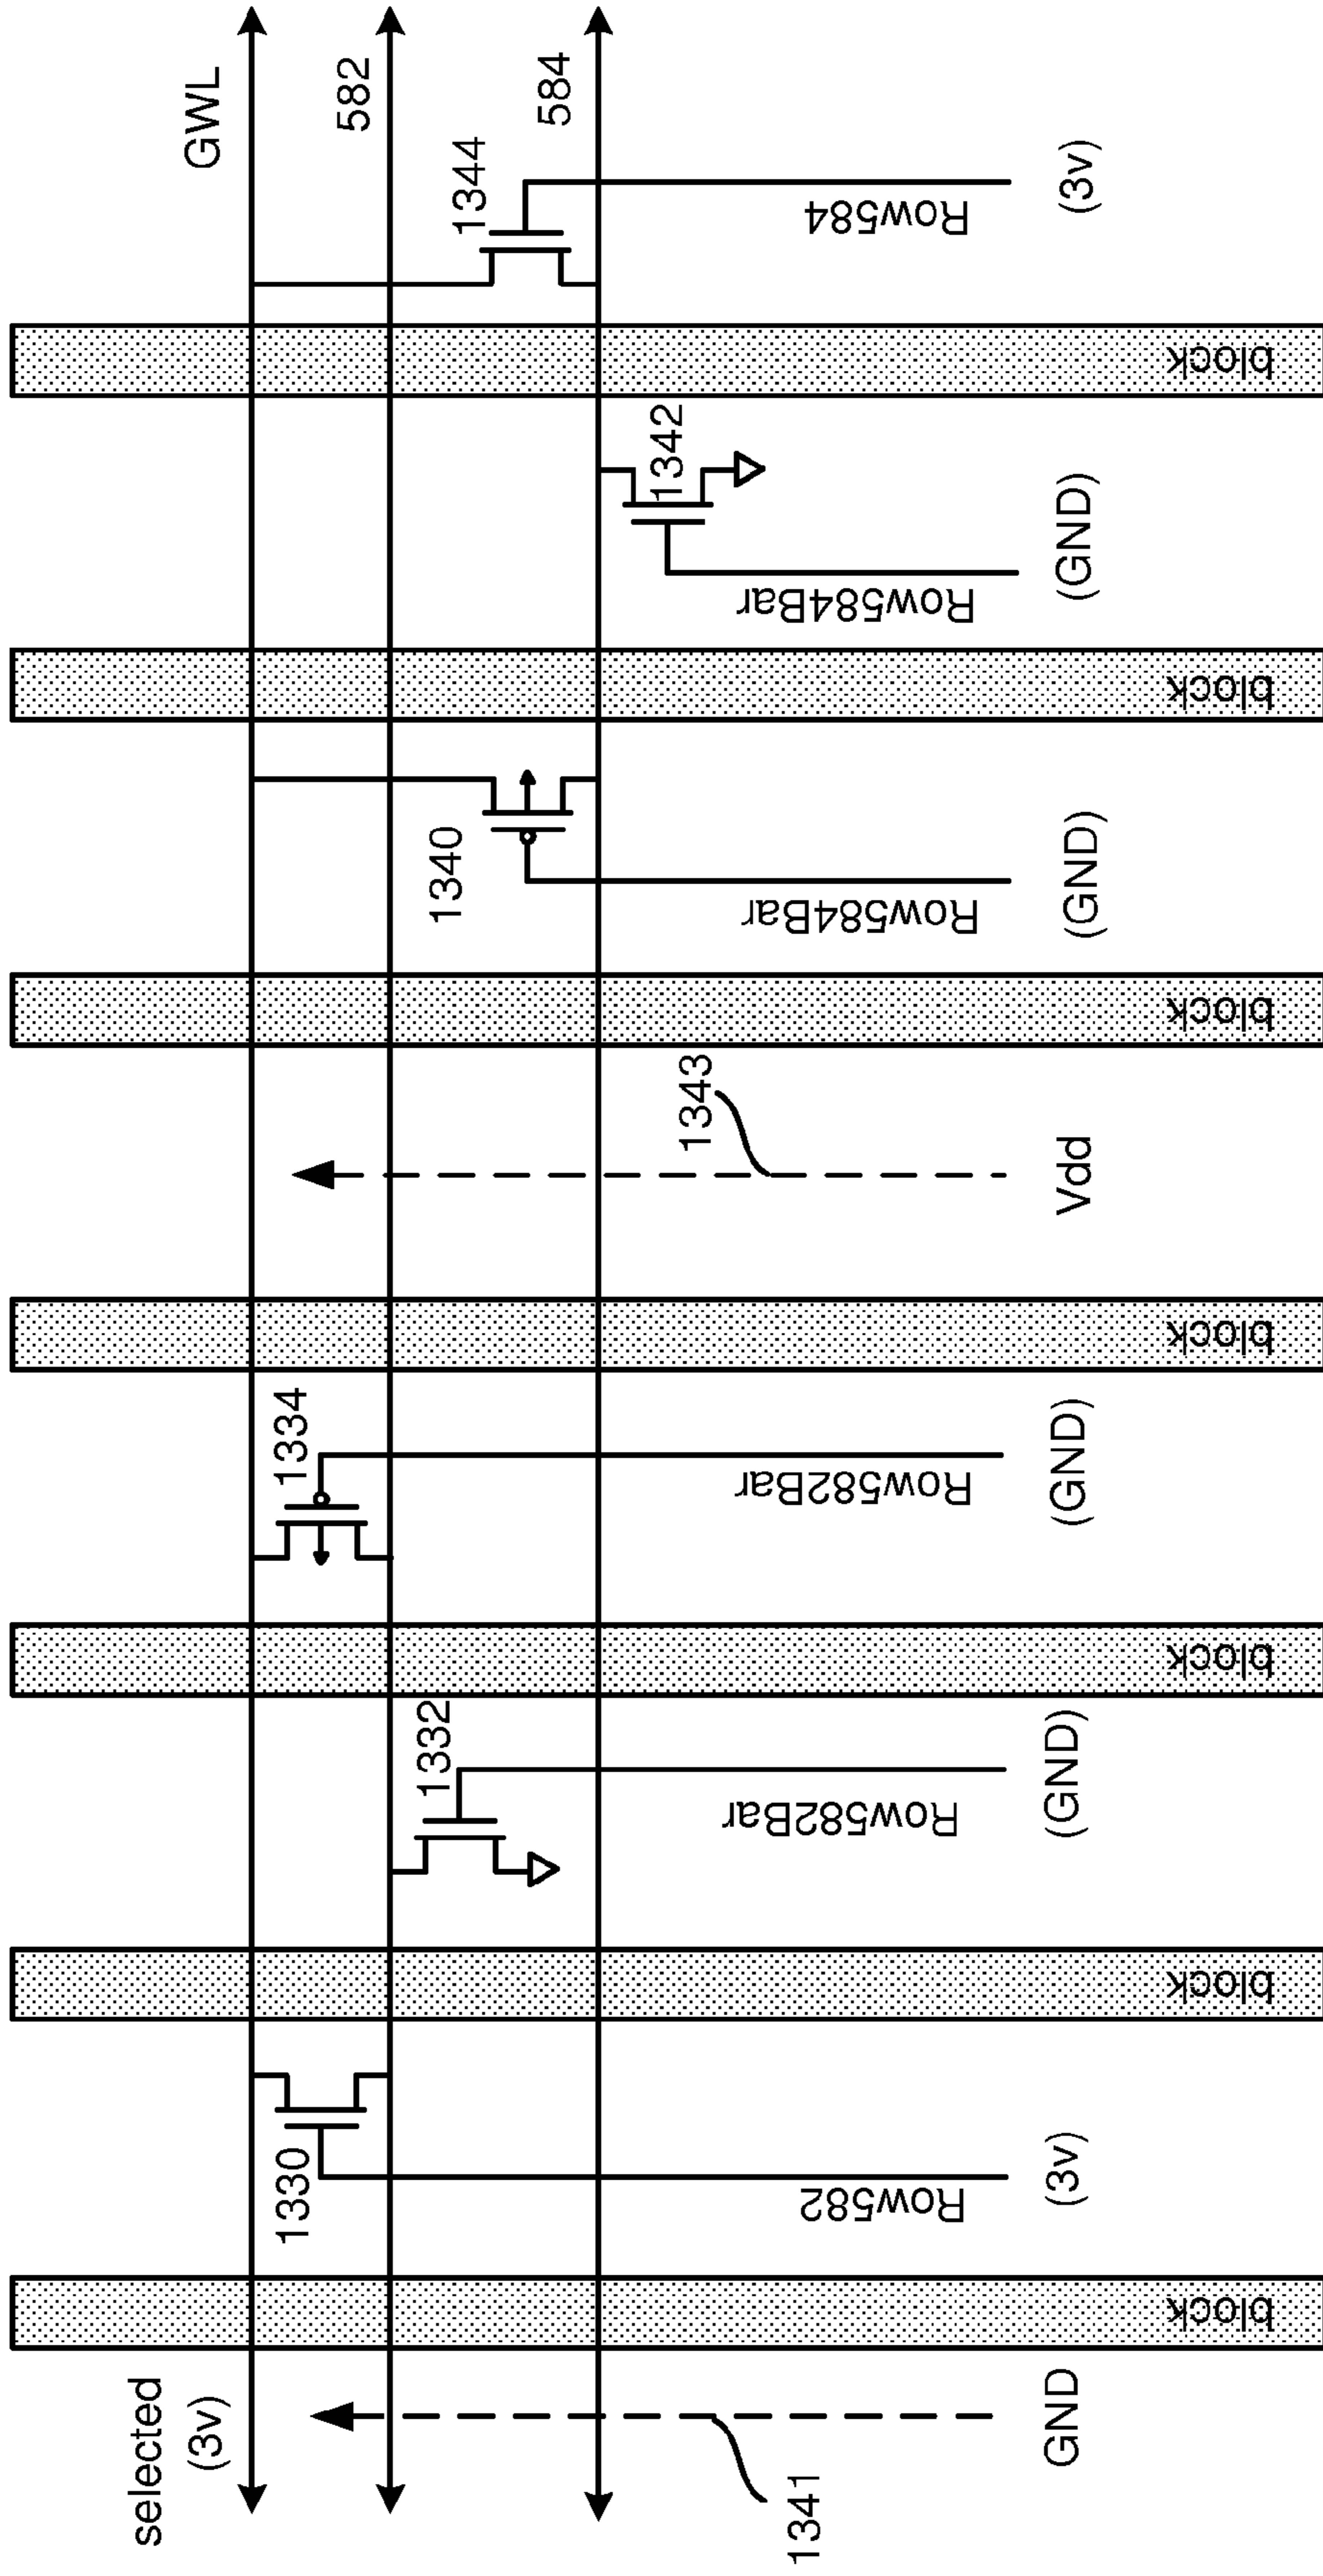 selected
(3v)
GWL
582
584
1330
1332
1334
1340
1342
1344
1341
1343
Row582
Row582Bar
Row582Bar
Row584Bar
Row584Bar
Row584
GND
(3v)
(GND)
(GND)
Vdd
(GND)
(GND)
(3v)
block
block
block
block
block
block
block